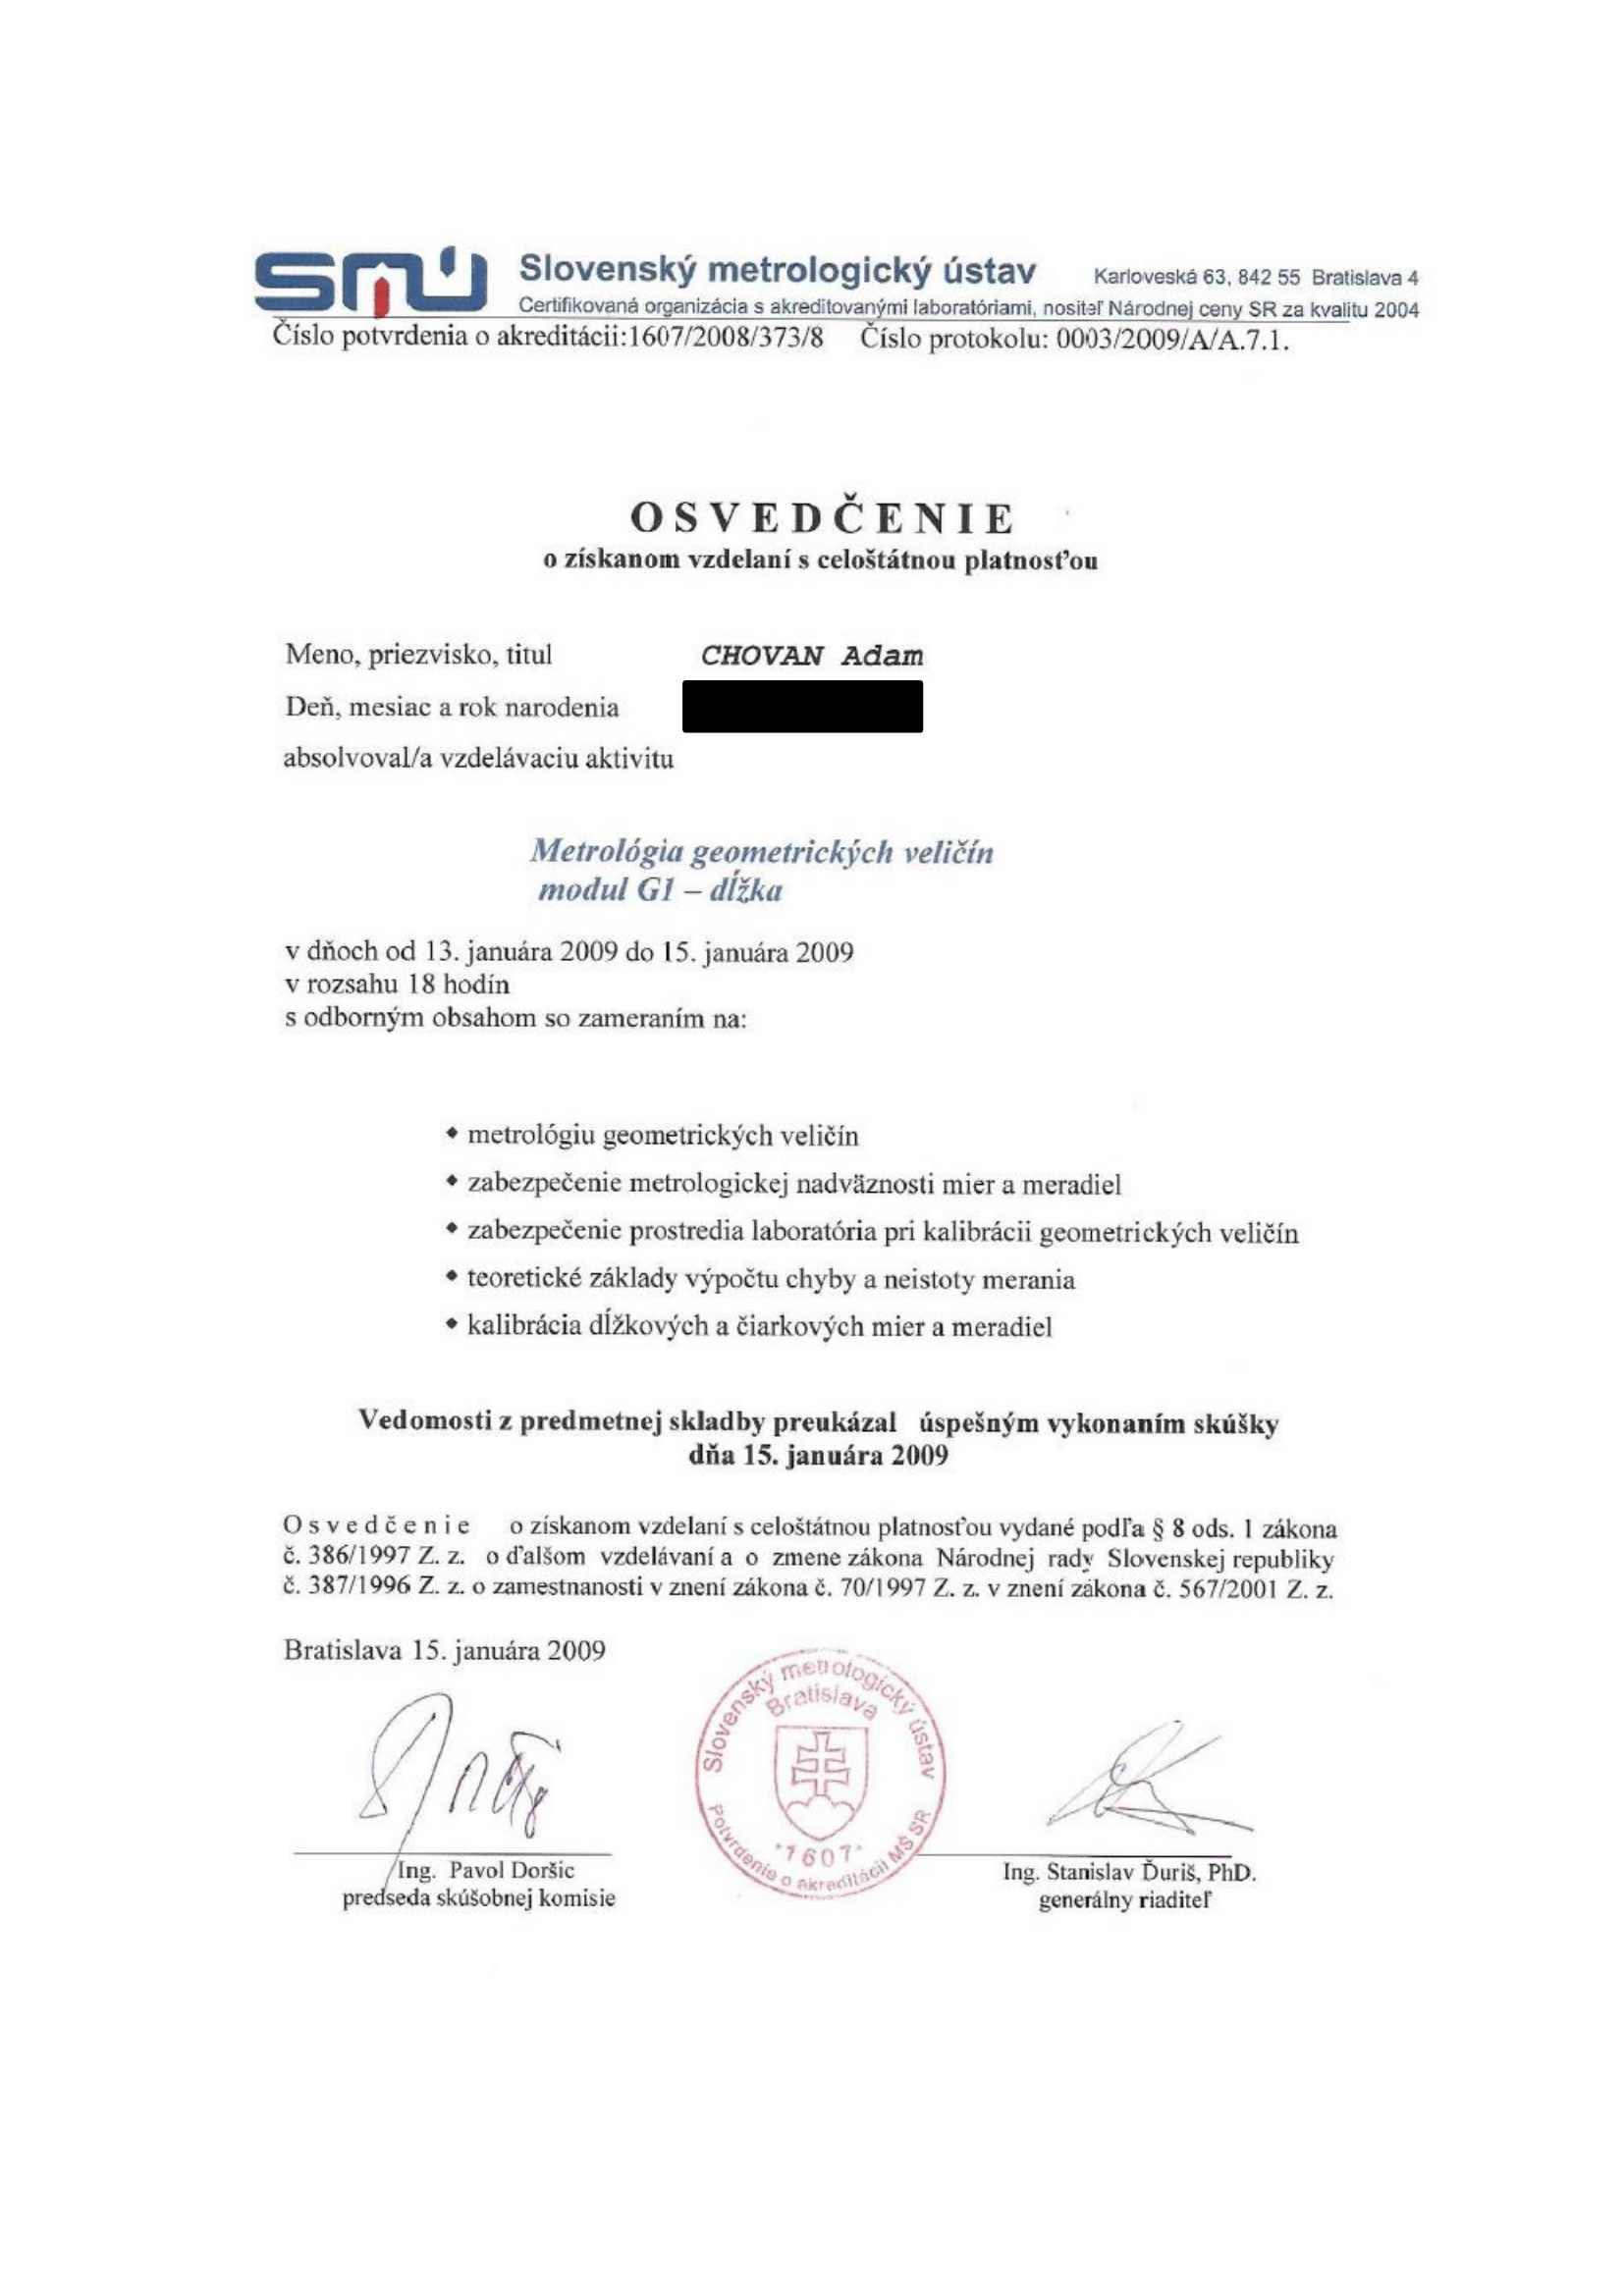 smú Slovenský metrologický ústav Karloveská 63, 842 55 Bratislava 4
Certifikovaná organizácia s akreditovanými laboratóriami, nositeľ Národnej ceny SR za kvalitu 2004
Číslo potvrdenia o akreditácii:1607/2008/373/8 Číslo protokolu: 0003/2009/A/A.7.1.
OSVEDČENIE
o získanom vzdelaní s celoštátnou platnosťou
Meno, priezvisko, titul CHOVAN Adam
Deň, mesiac a rok narodenia
absolvoval/a vzdelávaciu aktivitu
Metrológia geometrických veličín
modul G1 – dĺžka
v dňoch od 13. januára 2009 do 15. januára 2009
v rozsahu 18 hodín
s odborným obsahom so zameraním na:
• metrológiu geometrických veličín
• zabezpečenie metrologickej nadväznosti mier a meradiel
• zabezpečenie prostredia laboratória pri kalibrácii geometrických veličín
• teoretické základy výpočtu chyby a neistoty merania
• kalibrácia dĺžkových a čiarkových mier a meradiel
Vedomosti z predmetnej skladby preukázal úspešným vykonaním skúšky
dňa 15. januára 2009
Osvedčenie o získanom vzdelaní s celoštátnou platnosťou vydané podľa § 8 ods. 1 zákona
č. 386/1997 Z. z. o ďalšom vzdelávaní a o zmene zákona Národnej rady Slovenskej republiky
č. 387/1996 Z. z. o zamestnanosti v znení zákona č. 70/1997 Z. z. v znení zákona č. 567/2001 Z. z.
Bratislava 15. januára 2009
Slovenský metrologický ústav
Bratislava
*1607*
Potvrdenie o akreditácii MŠ SR
Ing. Pavol Doršic
predseda skúšobnej komisie
Ing. Stanislav Ďuriš, PhD.
generálny riaditeľ